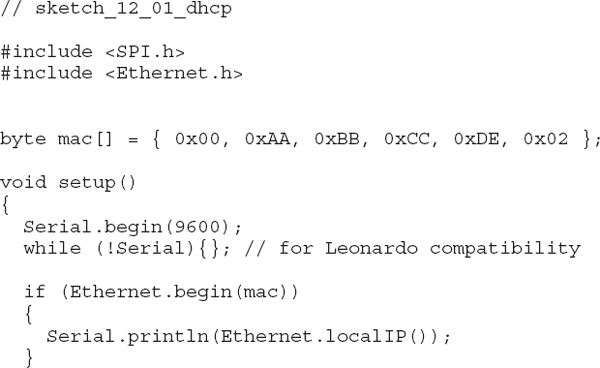 // sketch_12_01_dhcp
#include <SPI.h>
#include <Ethernet.h>
byte mac[] = { 0x00, 0xAA, 0xBB, 0xCC, 0xDE, 0x02 };
void setup()
{
  Serial.begin(9600);
  while (!Serial){}; // for Leonardo compatibility
  if (Ethernet.begin(mac))
  {
    Serial.println(Ethernet.localIP());
  }